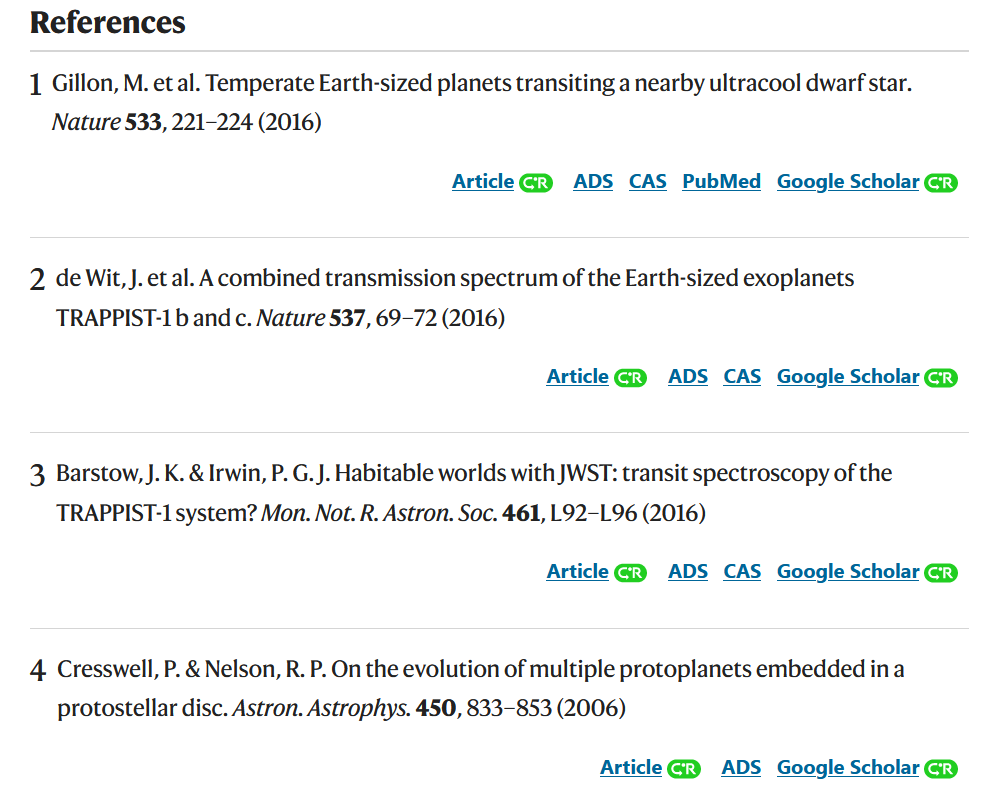 References
1 Gillon, M. et al. Temperate Earth-sized planets transiting a nearby ultracool dwarf star.
Nature 533, 221–224 (2016)
Article C*R ADS CAS PubMed Google Scholar C*R
2 de Wit, J. et al. A combined transmission spectrum of the Earth-sized exoplanets
TRAPPIST-1 b and c. Nature 537, 69–72 (2016)
Article C*R ADS CAS Google Scholar C*R
3 Barstow, J. K. & Irwin, P. G. J. Habitable worlds with JWST: transit spectroscopy of the
TRAPPIST-1 system? Mon. Not. R. Astron. Soc. 461, L92–L96 (2016)
Article C*R ADS CAS Google Scholar C*R
4 Cresswell, P. & Nelson, R. P. On the evolution of multiple protoplanets embedded in a
protostellar disc. Astron. Astrophys. 450, 833–853 (2006)
Article C*R ADS Google Scholar C*R